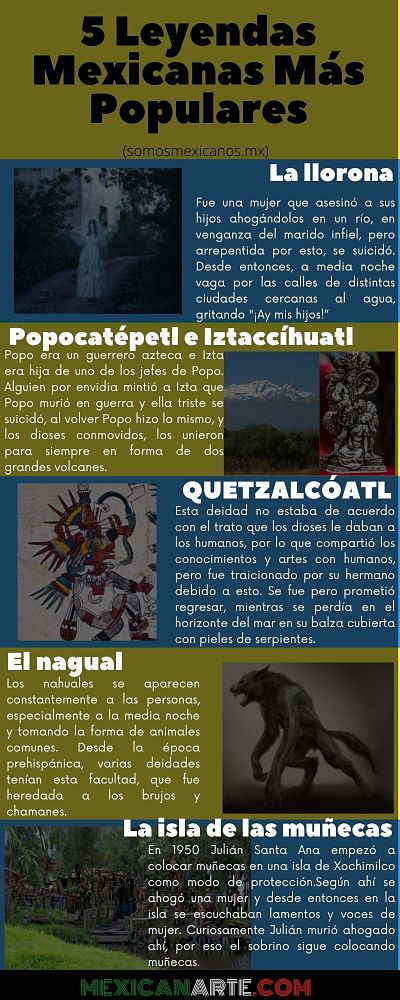 5 Leyendas
Mexicanas Más
Populares
(somosmexicanos.mx)
La llorona
Fue una mujer que asesinó a sus
hijos ahogándolos en un río, en
venganza del marido infiel, pero
arrepentida por esto, se suicidó.
Desde entonces, a media noche
vaga por las calles de distintas
ciudades cercanas al agua,
gritando "¡Ay mis hijos!”
Popocatépetl e Iztaccíhuatl
Popo era un guerrero azteca e Izta
era hija de uno de los jefes de Popo.
Alguien por envidia mintió a Izta que
Popo murió en guerra y ella triste se
suicidó, al volver Popo hizo lo mismo, y
los dioses conmovidos, los unieron
para siempre en forma de dos
grandes volcanes.
QUETZALCÓATL
Esta deidad no estaba de acuerdo
con el trato que los dioses le daban a
los humanos, por lo que compartió los
conocimientos y artes con humanos,
pero fue traicionado por su hermano
debido a esto. Se fue pero prometió
regresar, mientras se perdía en el
horizonte del mar en su balza cubierta
con pieles de serpientes.
El nagual
Los nahuales se aparecen
constantemente a las personas,
especialmente a la media noche
y tomando la forma de animales
comunes. Desde la época
prehispánica, varias deidades
tenían esta facultad, que fue
heredada a los brujos y
chamanes.
La isla de las muñecas
En 1950 Julián Santa Ana empezó a
colocar muñecas en una isla de Xochimilco
como modo de protección.Según ahí se
ahogó una mujer y desde entonces en la
isla se escuchaban lamentos y voces de
mujer. Curiosamente Julián murió ahogado
ahí, por eso el sobrino sigue colocando
muñecas.
MEXICANARTE.COM